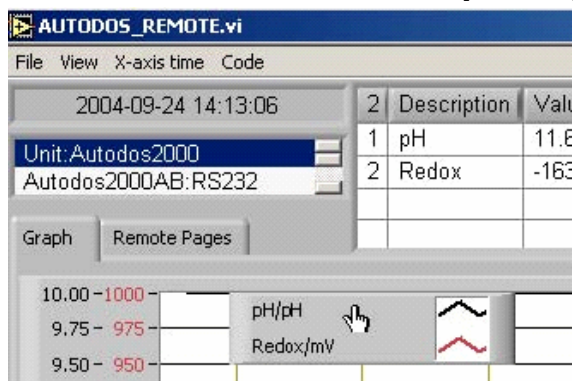 AUTODOS_REMOTE.vi
File View X-axis time Code
2004-09-24 14:13:06
2 Description
1 pH
2 Redox
Unit:Autodos2000
Autodos2000AB:RS232
Graph Remote Pages
10.00 1000
9.75 975
9.50 950
pH/pH
Redox/mV